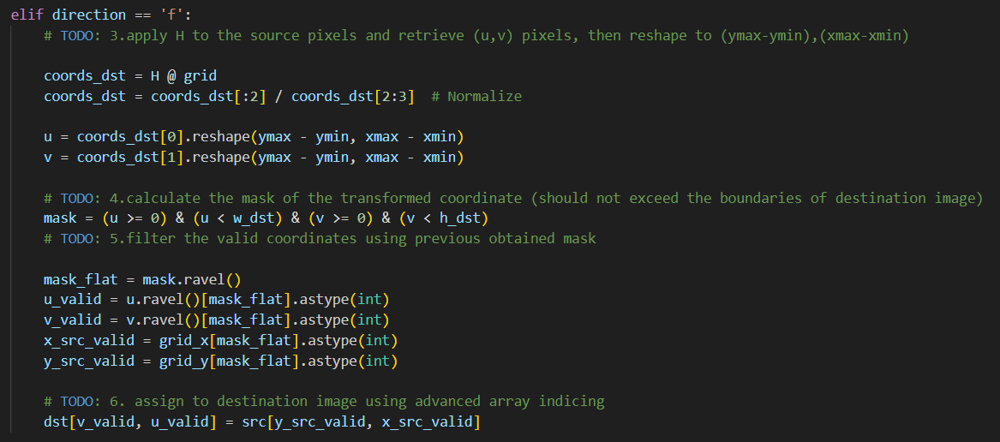 elif direction == 'f':
    # TODO: 3.apply H to the source pixels and retrieve (u,v) pixels, then reshape to (ymax-ymin),(xmax-xmin)
    coords_dst = H @ grid
    coords_dst = coords_dst[:2] / coords_dst[2:3]  # Normalize
    u = coords_dst[0].reshape(ymax - ymin, xmax - xmin)
    v = coords_dst[1].reshape(ymax - ymin, xmax - xmin)
    # TODO: 4.calculate the mask of the transformed coordinate (should not exceed the boundaries of destination image)
    mask = (u >= 0) & (u < w_dst) & (v >= 0) & (v < h_dst)
    # TODO: 5.filter the valid coordinates using previous obtained mask
    mask_flat = mask.ravel()
    u_valid = u.ravel()[mask_flat].astype(int)
    v_valid = v.ravel()[mask_flat].astype(int)
    x_src_valid = grid_x[mask_flat].astype(int)
    y_src_valid = grid_y[mask_flat].astype(int)
    # TODO: 6. assign to destination image using advanced array indicing
    dst[v_valid, u_valid] = src[y_src_valid, x_src_valid]